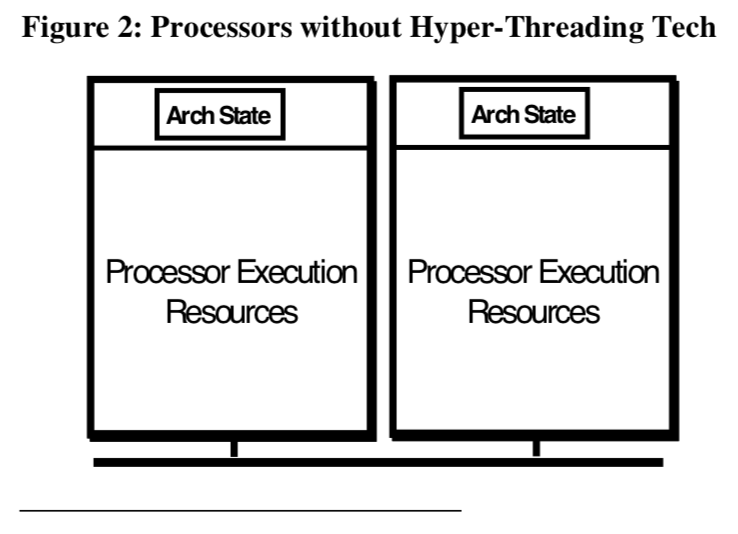 Figure 2: Processors without Hyper-Threading Tech
Arch State
Arch State
Processor Execution
Resources
Processor Execution
Resources